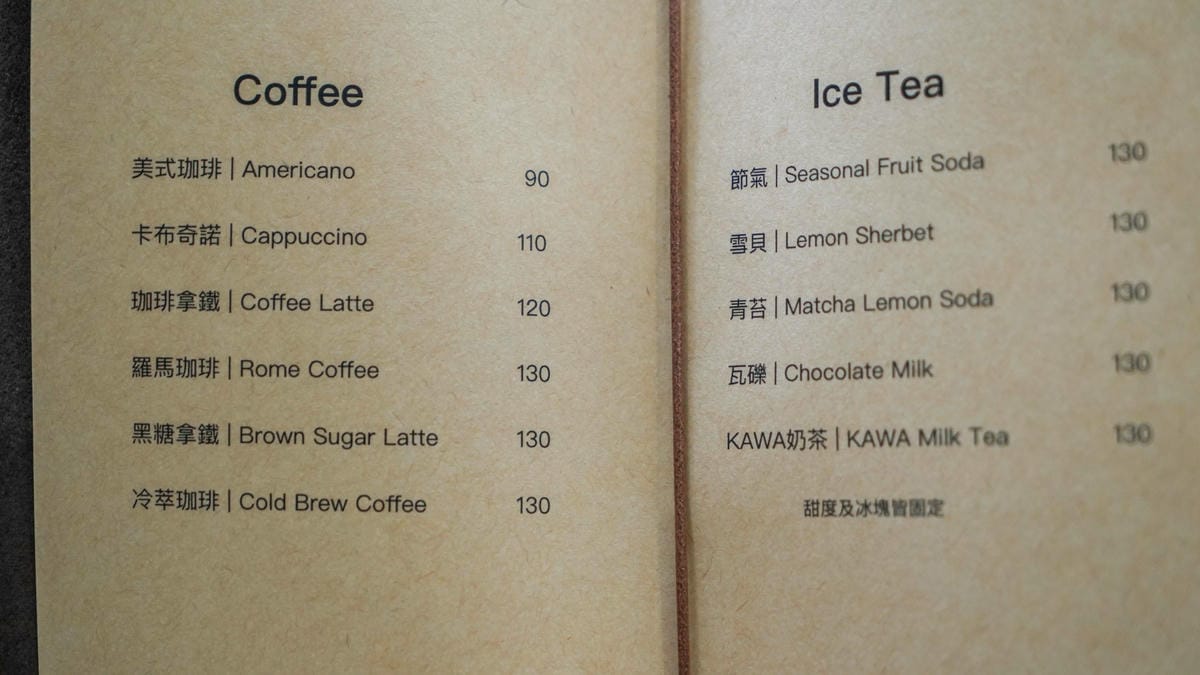 Coffee
美式珈琲 | Americano 90
卡布奇諾 | Cappuccino 110
珈琲拿鐵 | Coffee Latte 120
羅馬珈琲 | Rome Coffee 130
黑糖拿鐵 | Brown Sugar Latte 130
冷萃珈琲 | Cold Brew Coffee 130
Ice Tea
節氣 | Seasonal Fruit Soda 130
雪貝 | Lemon Sherbet 130
青苔 | Matcha Lemon Soda 130
瓦礫 | Chocolate Milk 130
KAWA奶茶 | KAWA Milk Tea 130
甜度及冰塊皆固定